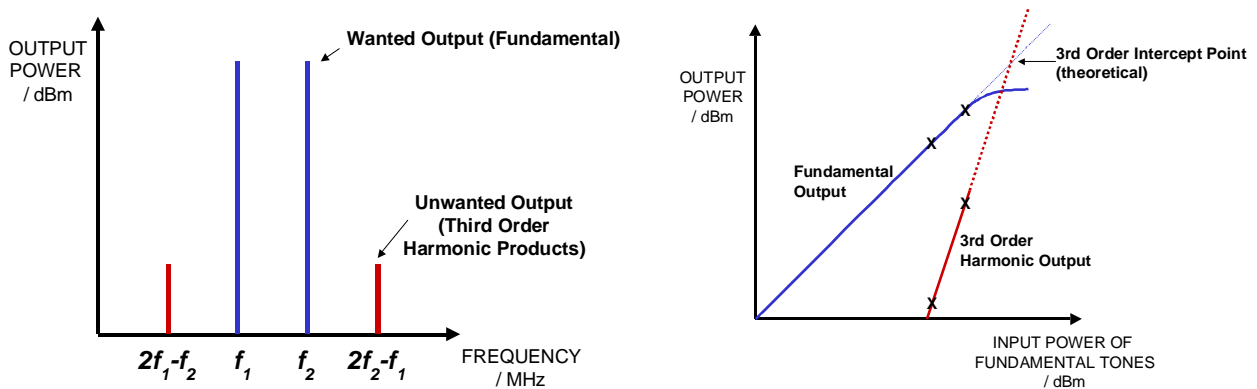 OUTPUT
POWER
/ dBm
Wanted Output (Fundamental)
Unwanted Output
(Third Order
Harmonic Products)
2f1-f2
f1
f2
2f2-f1
FREQUENCY
/ MHz
OUTPUT
POWER
/ dBm
3rd Order Intercept Point
(theoretical)
X
X
Fundamental
Output
X
3rd Order
Harmonic Output
X
INPUT POWER OF
FUNDAMENTAL TONES
/ dBm